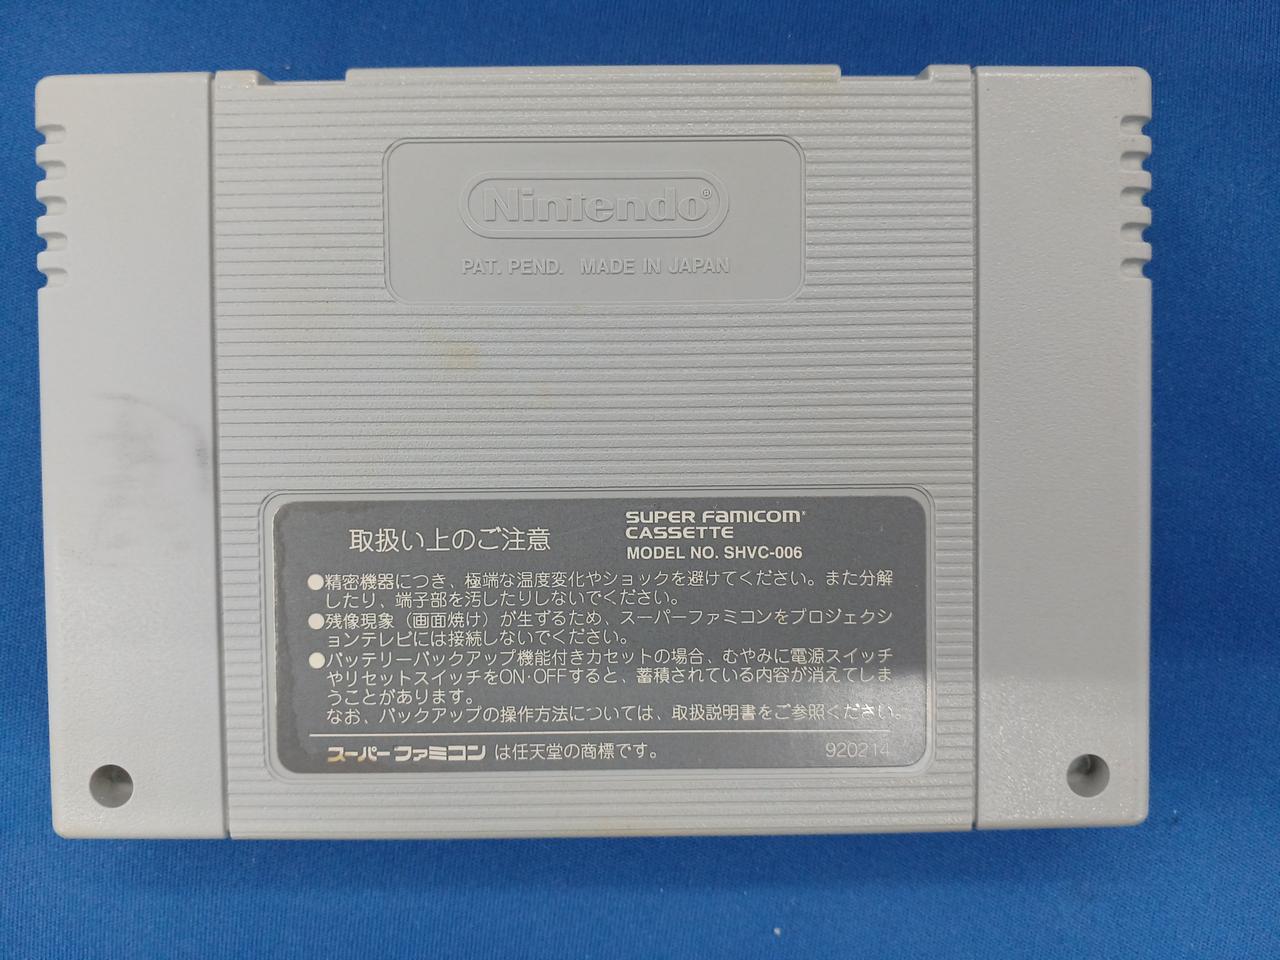 Nintendo®
PAT. PEND. MADE IN JAPAN
取扱い上のご注意
SUPER FAMICOM®
CASSETTE
MODEL NO. SHVC-006
●精密機器につき、極端な温度変化やショックを避けてください。また分解
したり、端子部を汚したりしないでください。
●残像現象（画面焼け）が生ずるため、スーパーファミコンをプロジェクシ
ョンテレビには接続しないでください。
●バッテリーバックアップ機能付きカセットの場合、むやみに電源スイッチ
やリセットスイッチをON·OFFすると、蓄積されている内容が消えてしま
うことがあります。
なお、バックアップの操作方法については、取扱説明書をご参照ください。
スーパーファミコン は任天堂の商標です。
920214